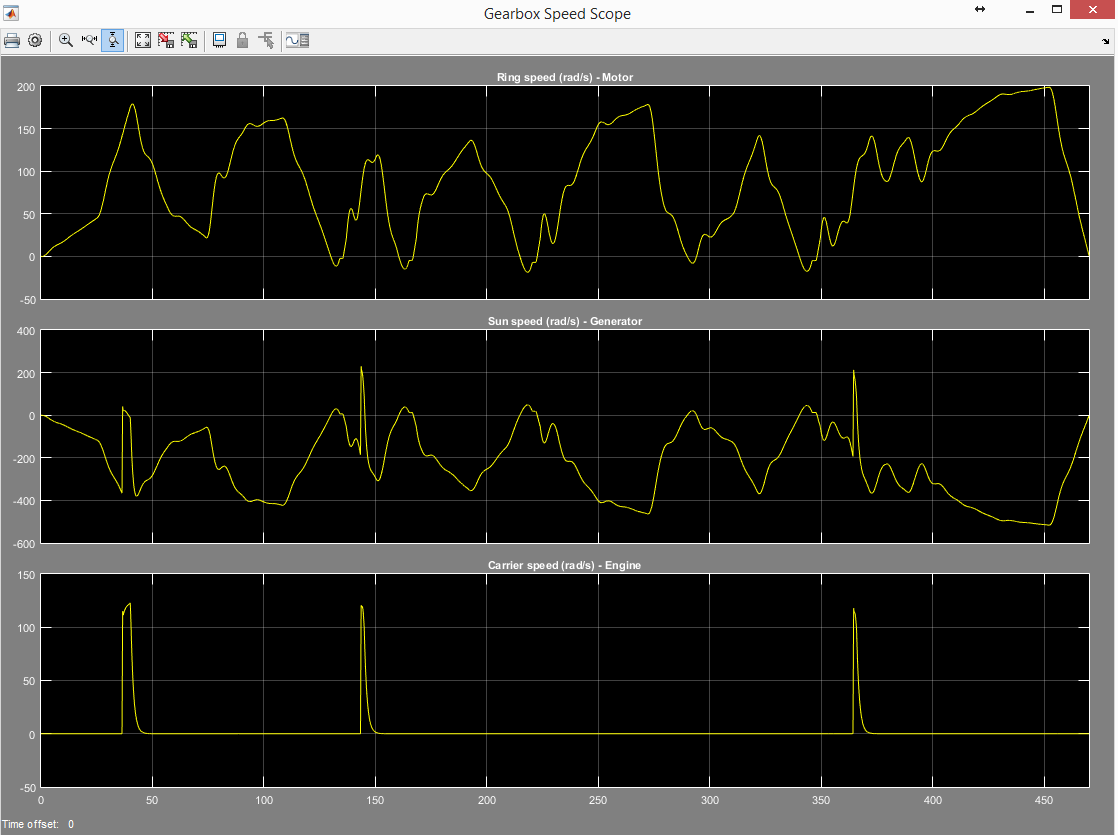 Gearbox Speed Scope
Ring speed (rad/s) - Motor
200
150
100
50
0
-50
Sun speed (rad/s) - Generator
400
200
0
-200
-400
-600
Carrier speed (rad/s) - Engine
150
100
50
0
-50
0 50 100 150 200 250 300 350 400 450
Time offset: 0